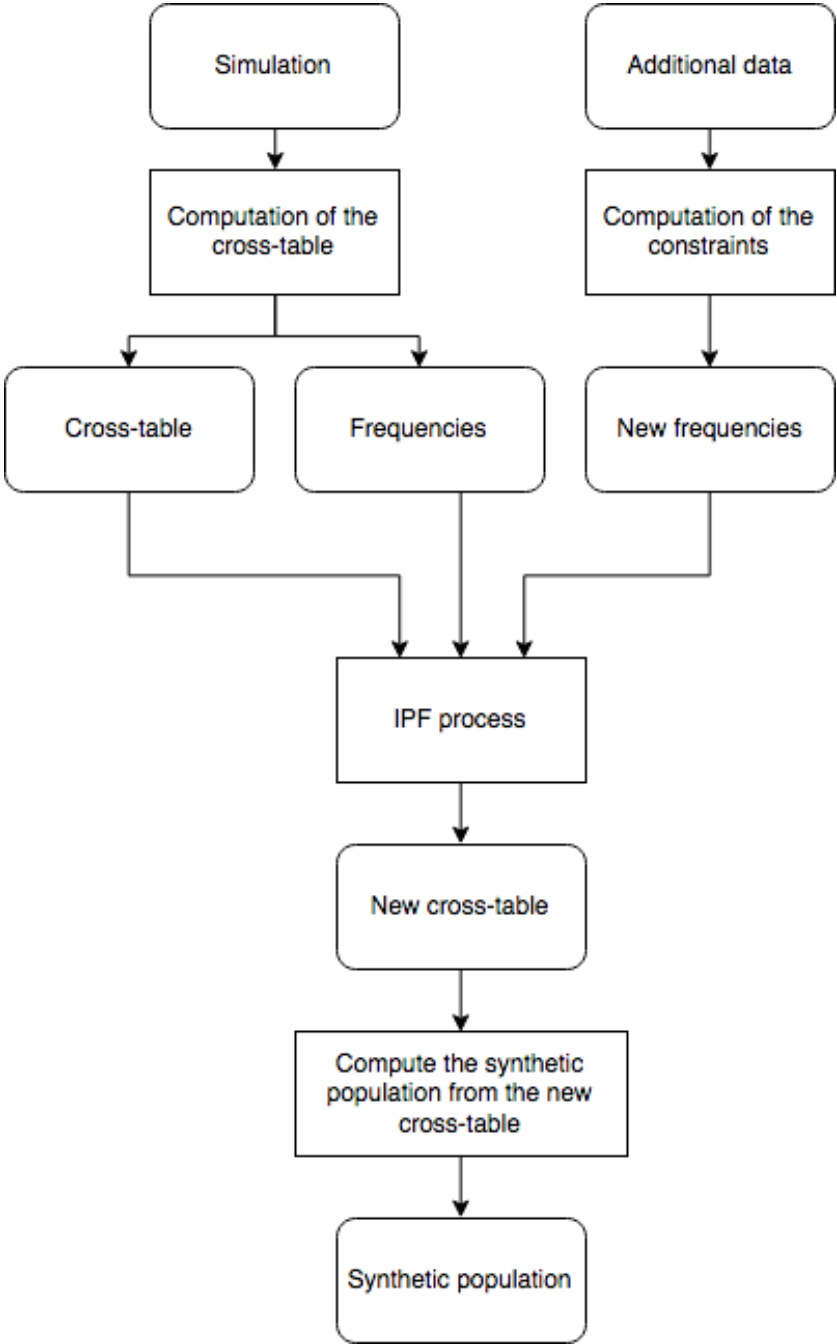 Simulation
Additional data
Computation of the
cross-table
Computation of the
constraints
Cross-table
Frequencies
New frequencies
IPF process
New cross-table
Compute the synthetic
population from the new
cross-table
Synthetic population